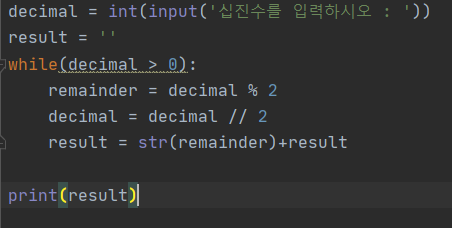 decimal = int(input('십진수를 입력하시오 : '))
result = ''
while(decimal > 0):
    remainder = decimal % 2
    decimal = decimal // 2
    result = str(remainder)+result

print(result)